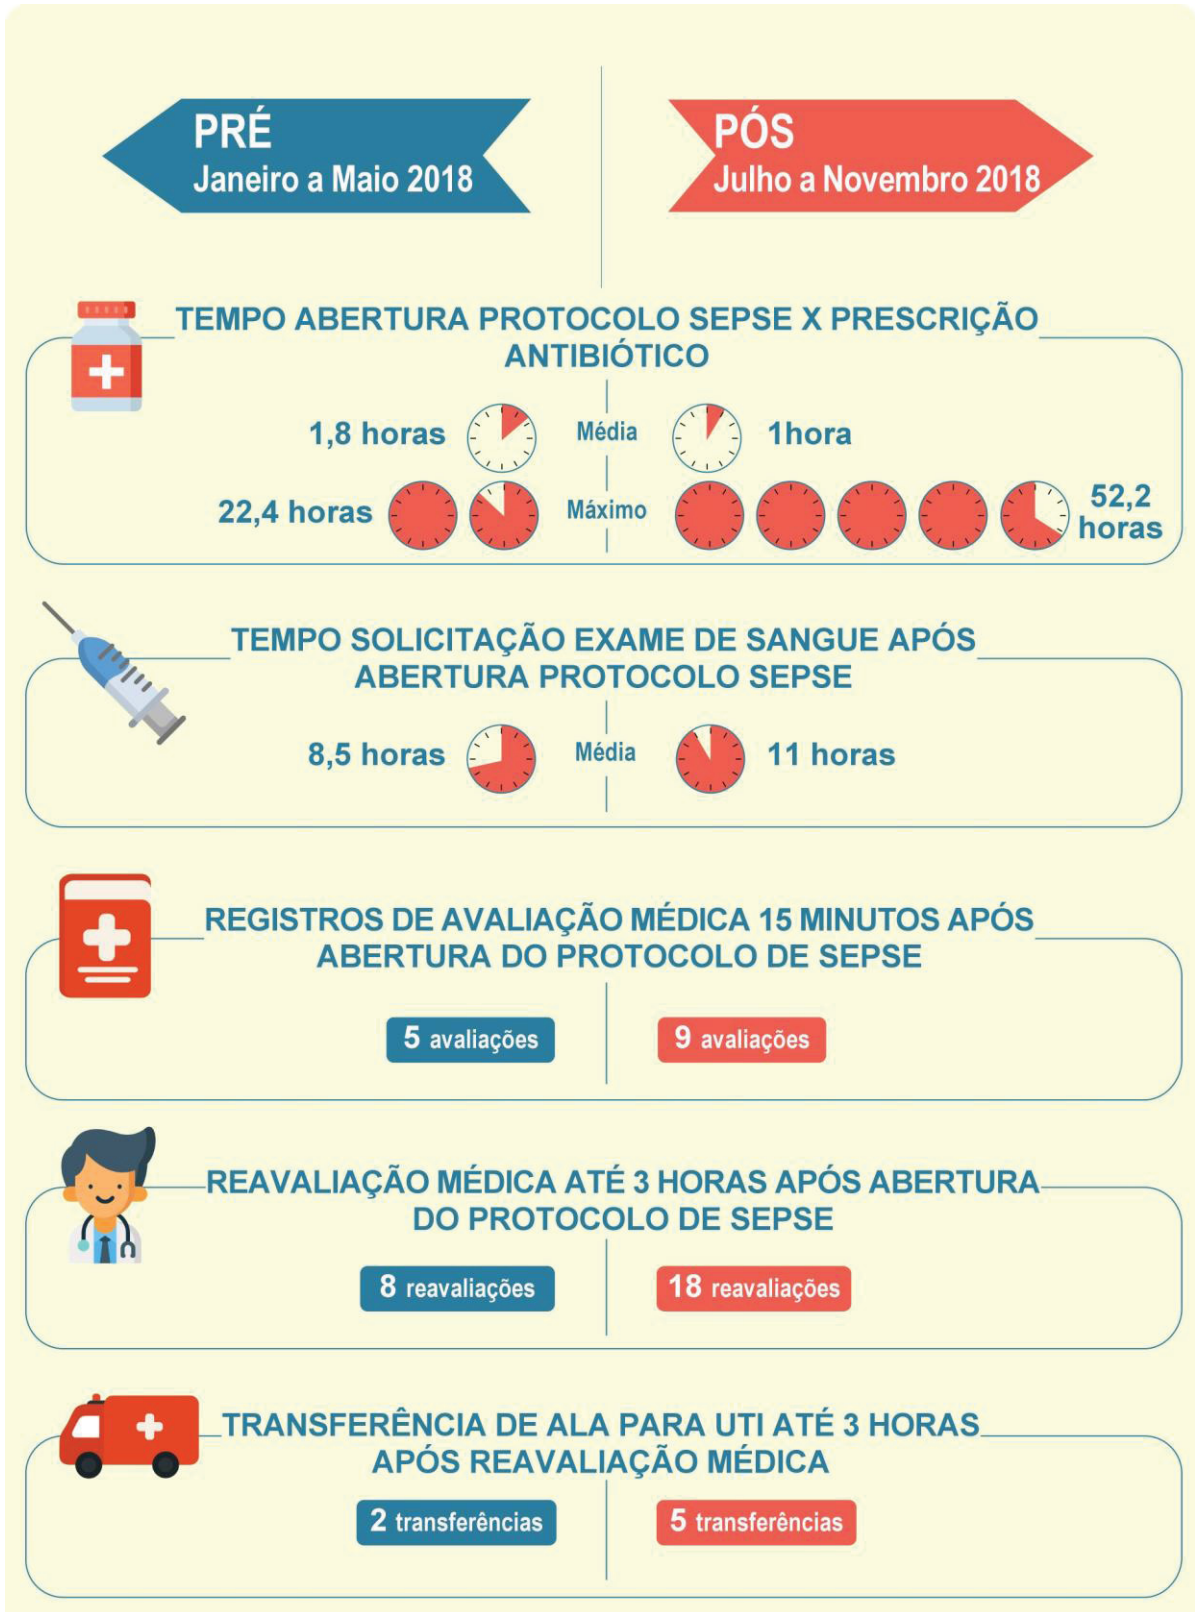 PRÉ
Janeiro a Maio 2018
PÓS
Julho a Novembro 2018
TEMPO ABERTURA PROTOCOLO SEPSE X PRESCRIÇÃO
ANTIBIÓTICO
1,8 horas
Média
1hora
22,4 horas
Máximo
52,2
horas
TEMPO SOLICITAÇÃO EXAME DE SANGUE APÓS
ABERTURA PROTOCOLO SEPSE
8,5 horas
Média
11 horas
REGISTROS DE AVALIAÇÃO MÉDICA 15 MINUTOS APÓS
ABERTURA DO PROTOCOLO DE SEPSE
5 avaliações
9 avaliações
REAVALIAÇÃO MÉDICA ATÉ 3 HORAS APÓS ABERTURA
DO PROTOCOLO DE SEPSE
8 reavaliações
18 reavaliações
TRANSFERÊNCIA DE ALA PARA UTI ATÉ 3 HORAS
APÓS REAVALIAÇÃO MÉDICA
2 transferências
5 transferências